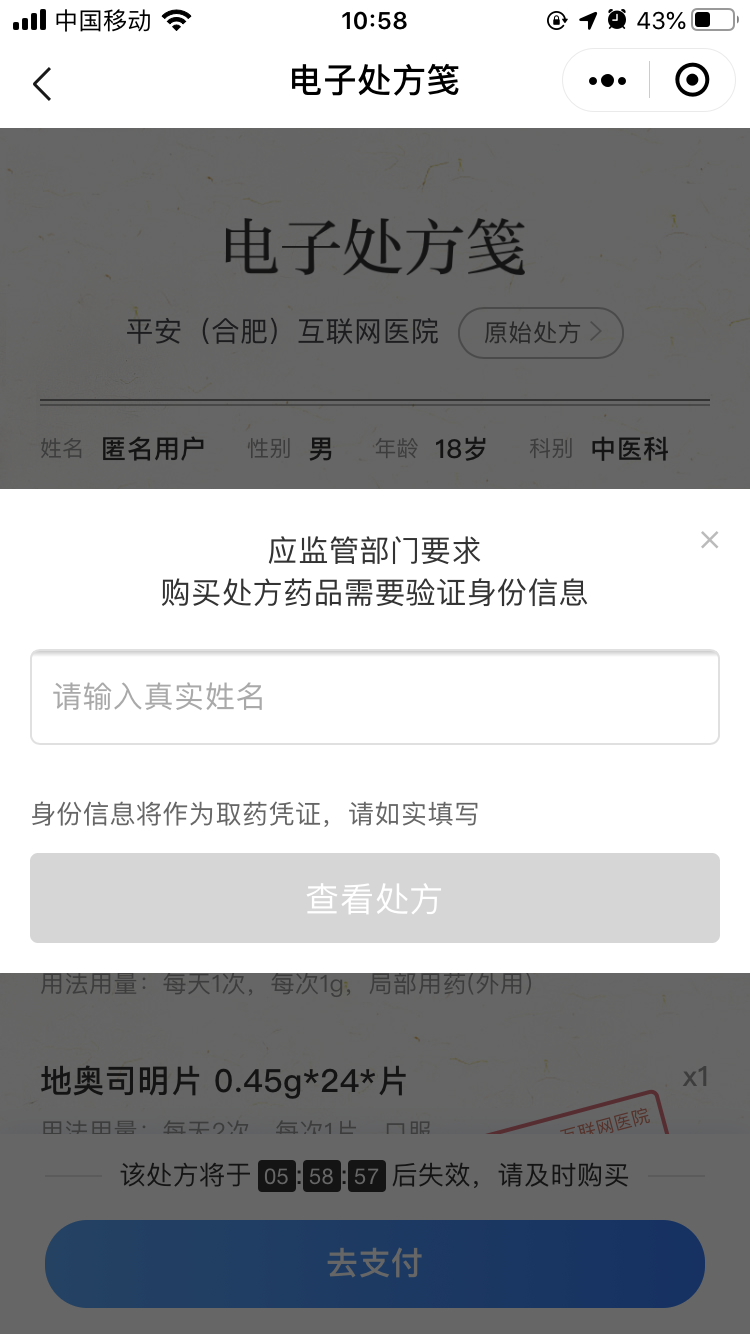 中国移动 10:58 43%
电子处方笺
电子处方笺
平安（合肥）互联网医院 原始处方
姓名 匿名用户 性别 男 年龄 18岁 科别 中医科
应监管部门要求
购买处方药品需要验证身份信息
请输入真实姓名
身份信息将作为取药凭证，请如实填写
查看处方
用法用量：每天1次，每次1g，局部用药(外用)
地奥司明片 0.45g*24*片 x1
用法用量：每天2次，每次1片，口服
互联网医院
该处方将于 05:58:57 后失效，请及时购买
去支付